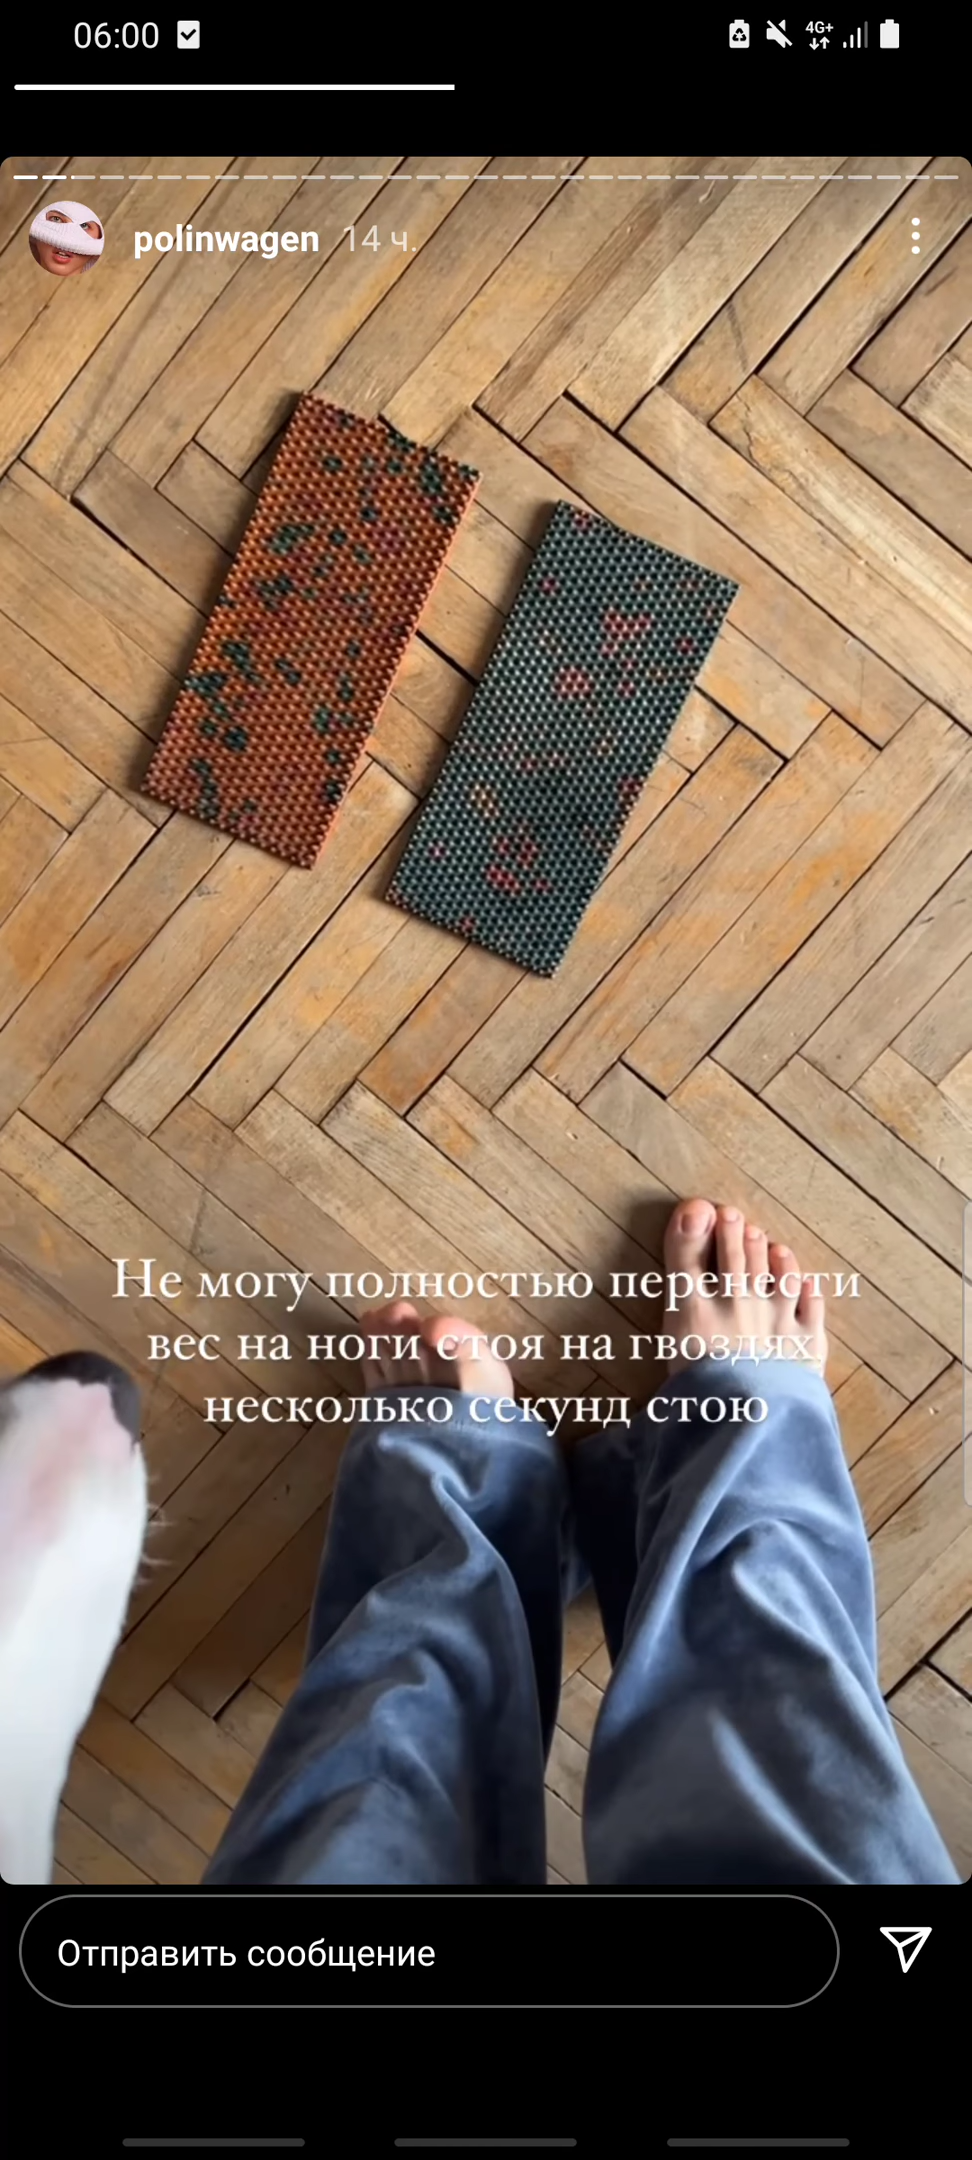 06:00
4G+
polinwagen 14 ч.
Не могу полностью перенести
вес на ноги стоя на гвоздях,
несколько секунд стою
Отправить сообщение